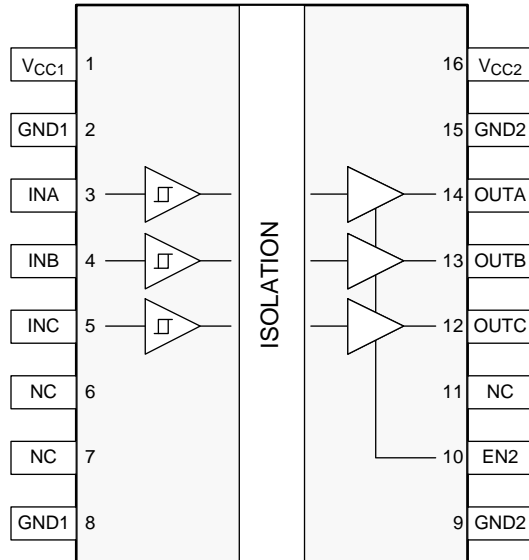 VCC1 1 16 VCC2
GND1 2 15 GND2
INA 3 14 OUTA
INB 4 13 OUTB
INC 5 12 OUTC
ISOLATION
NC 6 11 NC
NC 7 10 EN2
GND1 8 9 GND2